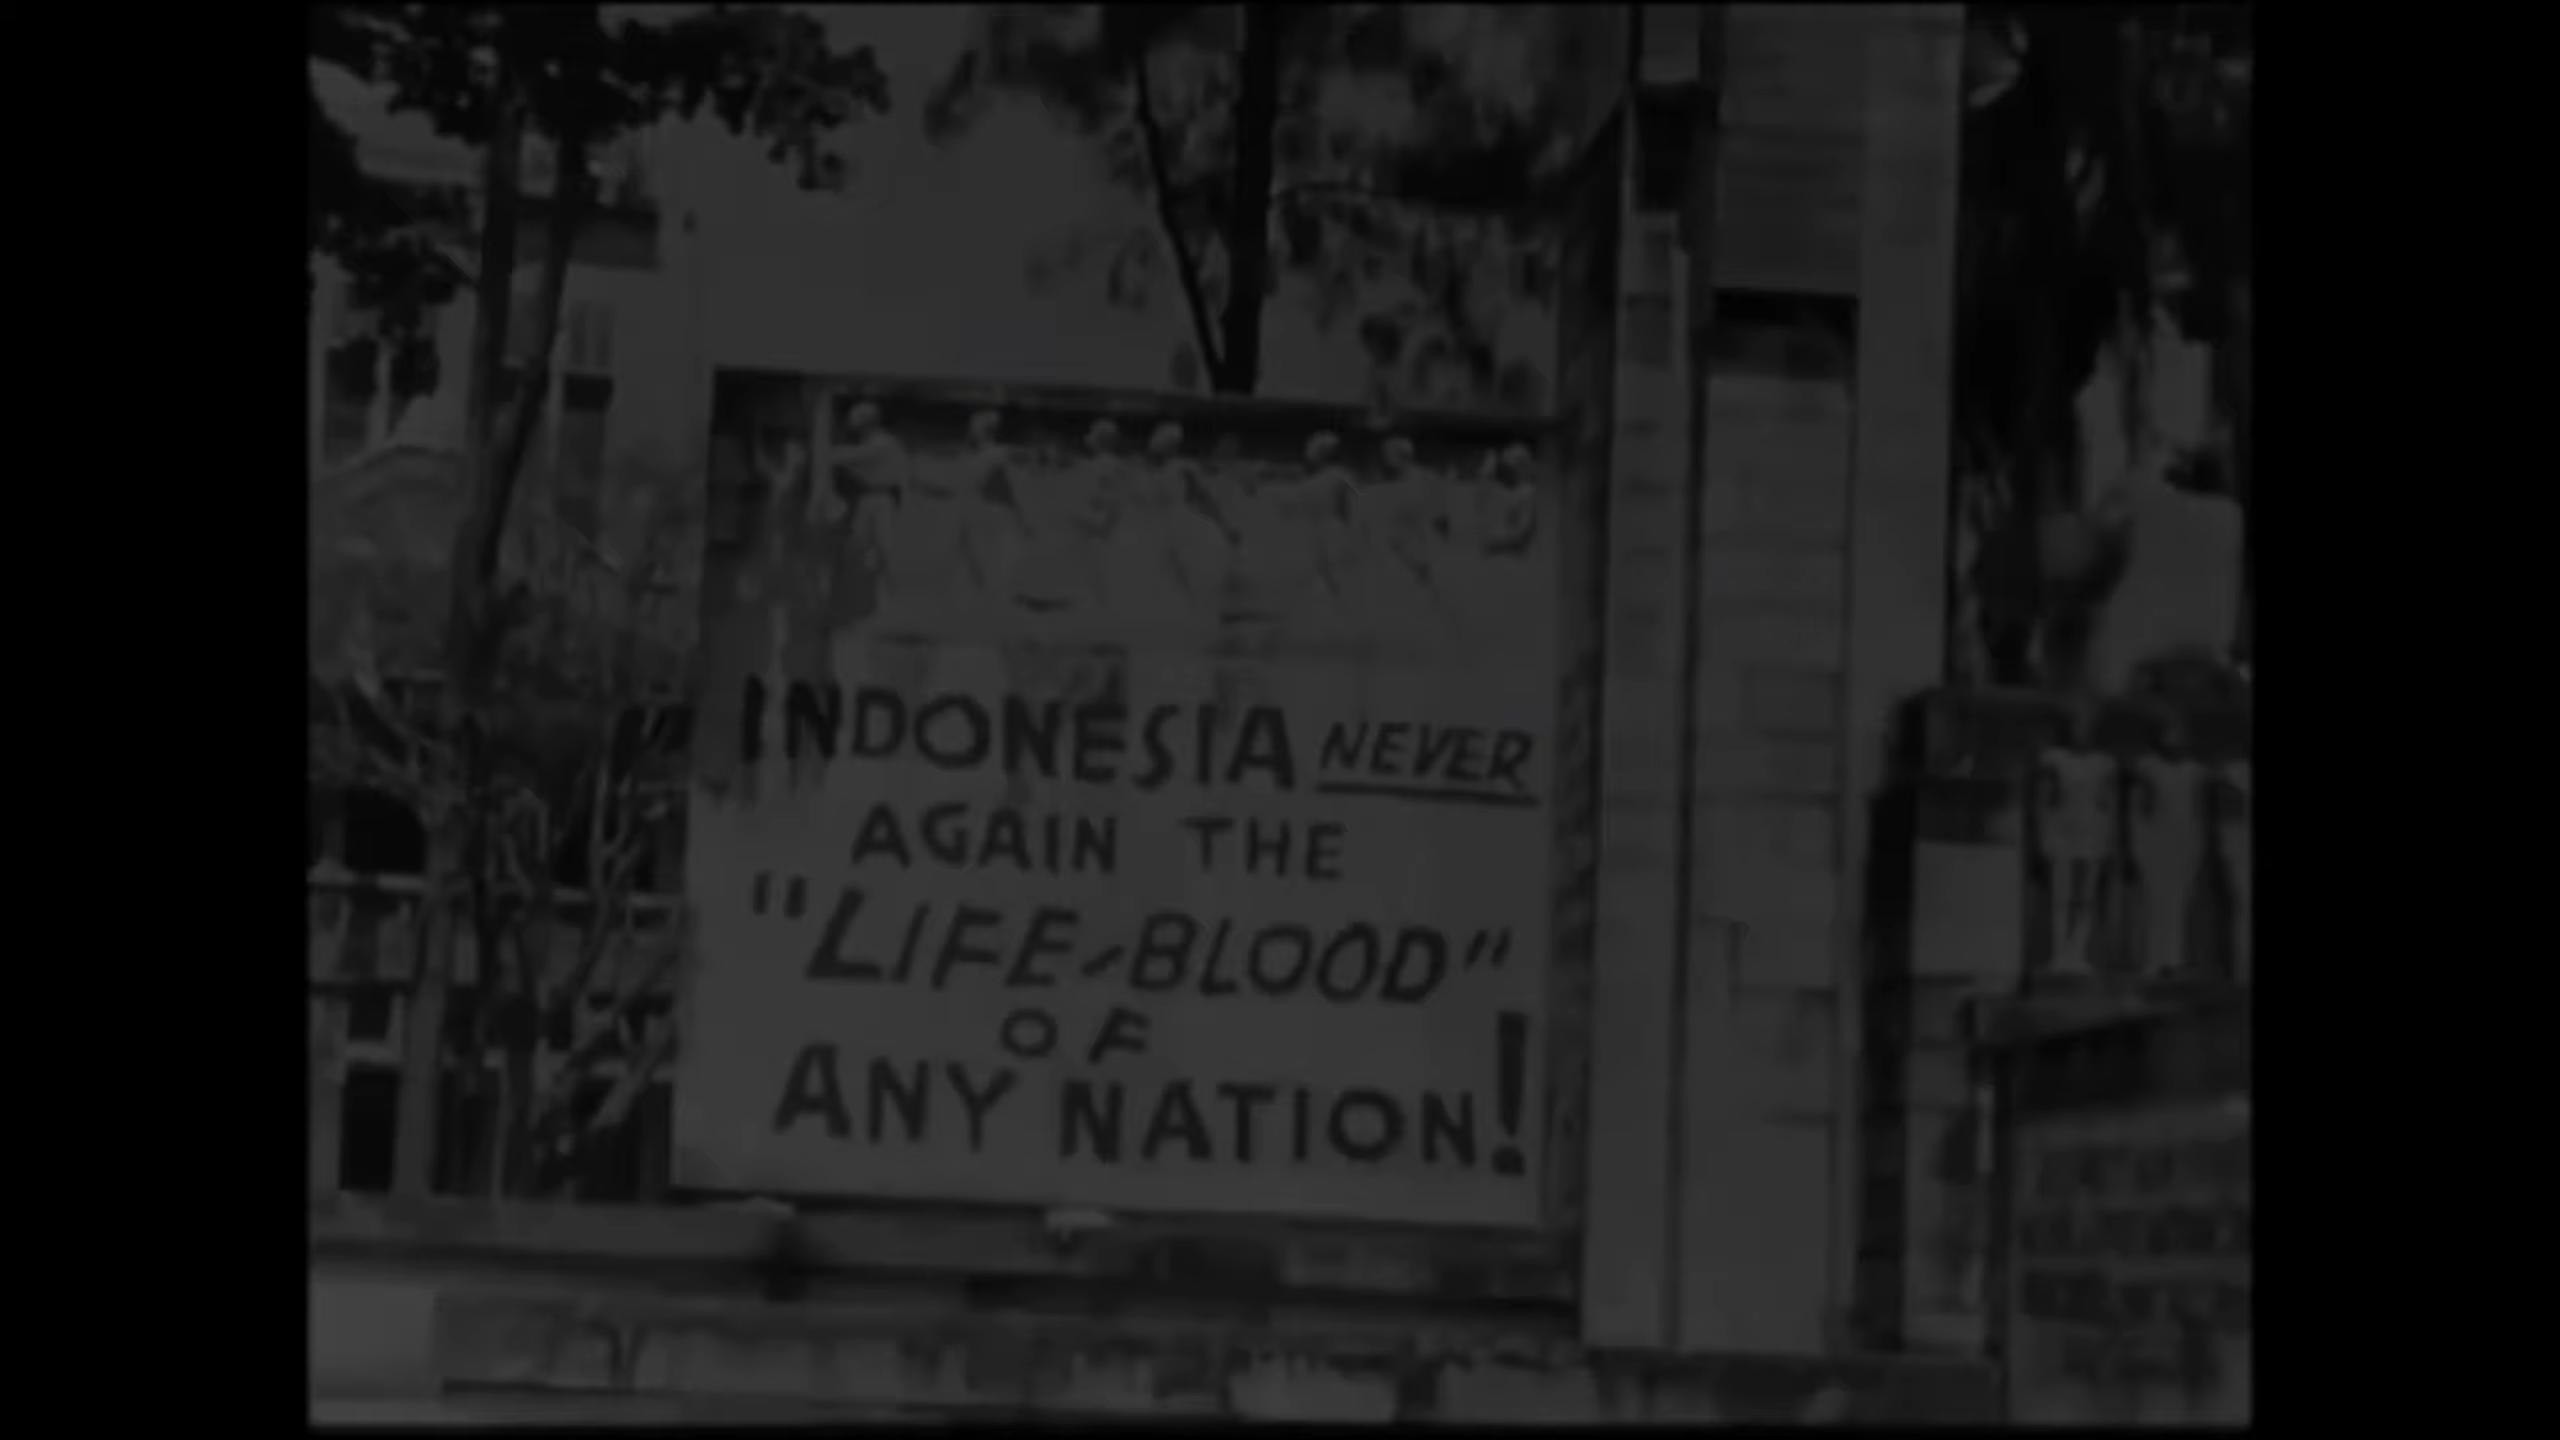 INDONESIA NEVER
AGAIN THE
"LIFE-BLOOD"
OF
ANY NATION!